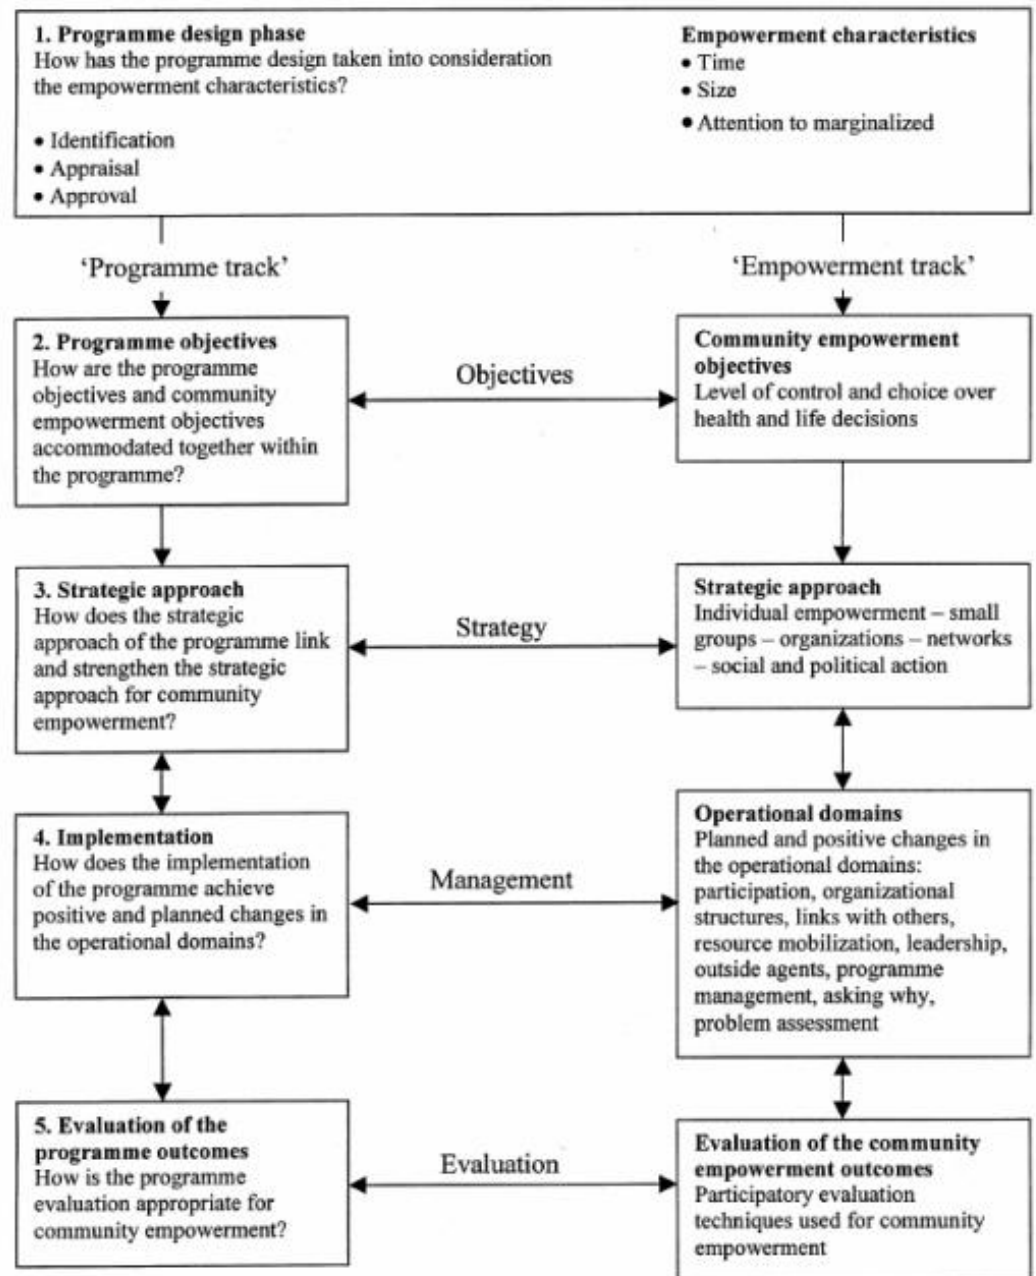 1. Programme design phase
How has the programme design taken into consideration
the empowerment characteristics?
• Identification
• Appraisal
• Approval
Empowerment characteristics
• Time
• Size
• Attention to marginalized
‘Programme track’
‘Empowerment track’
2. Programme objectives
How are the programme
objectives and community
empowerment objectives
accommodated together within
the programme?
Objectives
Community empowerment
objectives
Level of control and choice over
health and life decisions
3. Strategic approach
How does the strategic
approach of the programme link
and strengthen the strategic
approach for community
empowerment?
Strategy
Strategic approach
Individual empowerment – small
groups – organizations – networks
– social and political action
4. Implementation
How does the implementation
of the programme achieve
positive and planned changes in
the operational domains?
Management
Operational domains
Planned and positive changes in
the operational domains:
participation, organizational
structures, links with others,
resource mobilization, leadership,
outside agents, programme
management, asking why,
problem assessment
5. Evaluation of the
programme outcomes
How is the programme
evaluation appropriate for
community empowerment?
Evaluation
Evaluation of the community
empowerment outcomes
Participatory evaluation
techniques used for community
empowerment